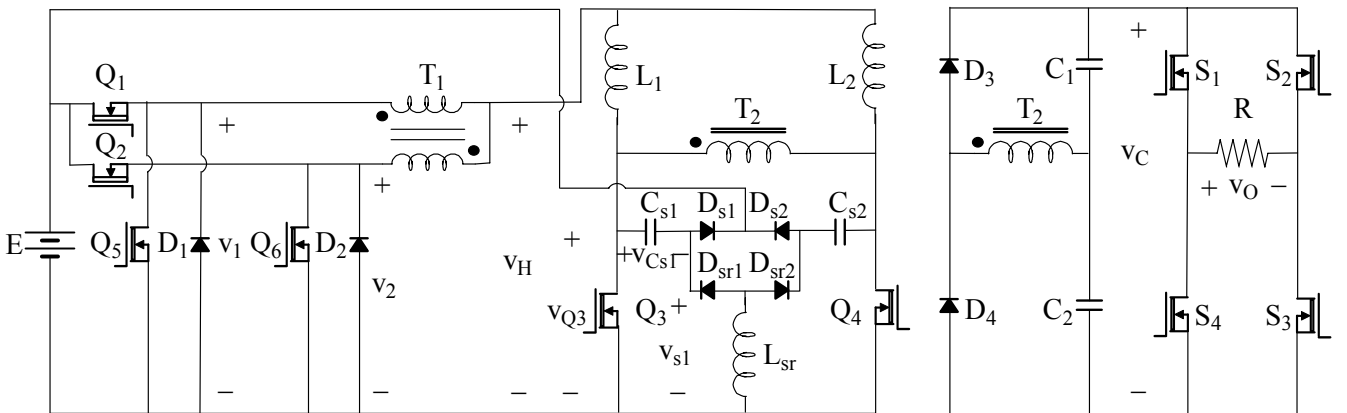 Q1 T1 L1 L2 D3 C1 S1 S2
+ + T2 T2 R
Q2 + vC + vO −
Cs1 Ds1 Ds2 Cs2
E Q5 D1 v1 Q6 D2 + + vCs1 −
vH Dsr1 Dsr2
v2 vQ3 Q3 + Q4 D4 C2 S4 S3
vs1 Lsr
− − − − − −